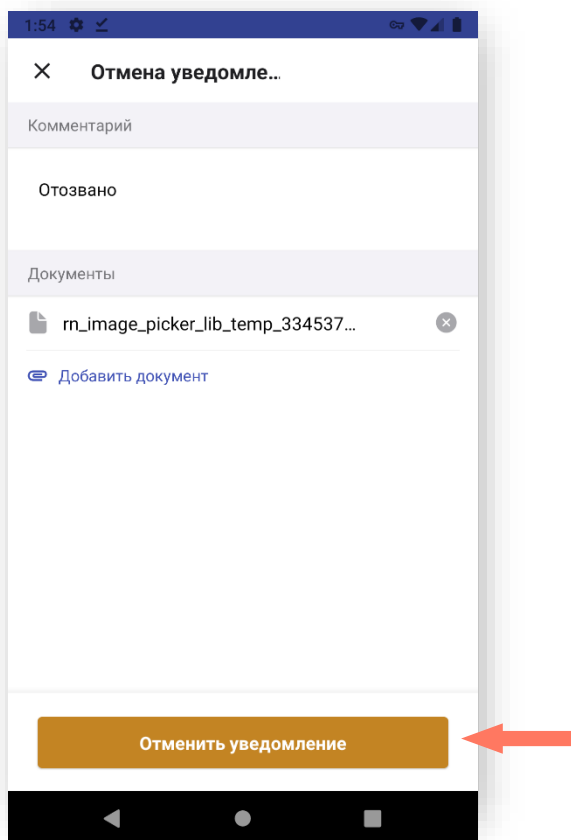 1:54
Отмена уведомле...
Комментарий
Отозвано
Документы
rn_image_picker_lib_temp_334537...
Добавить документ
Отменить уведомление